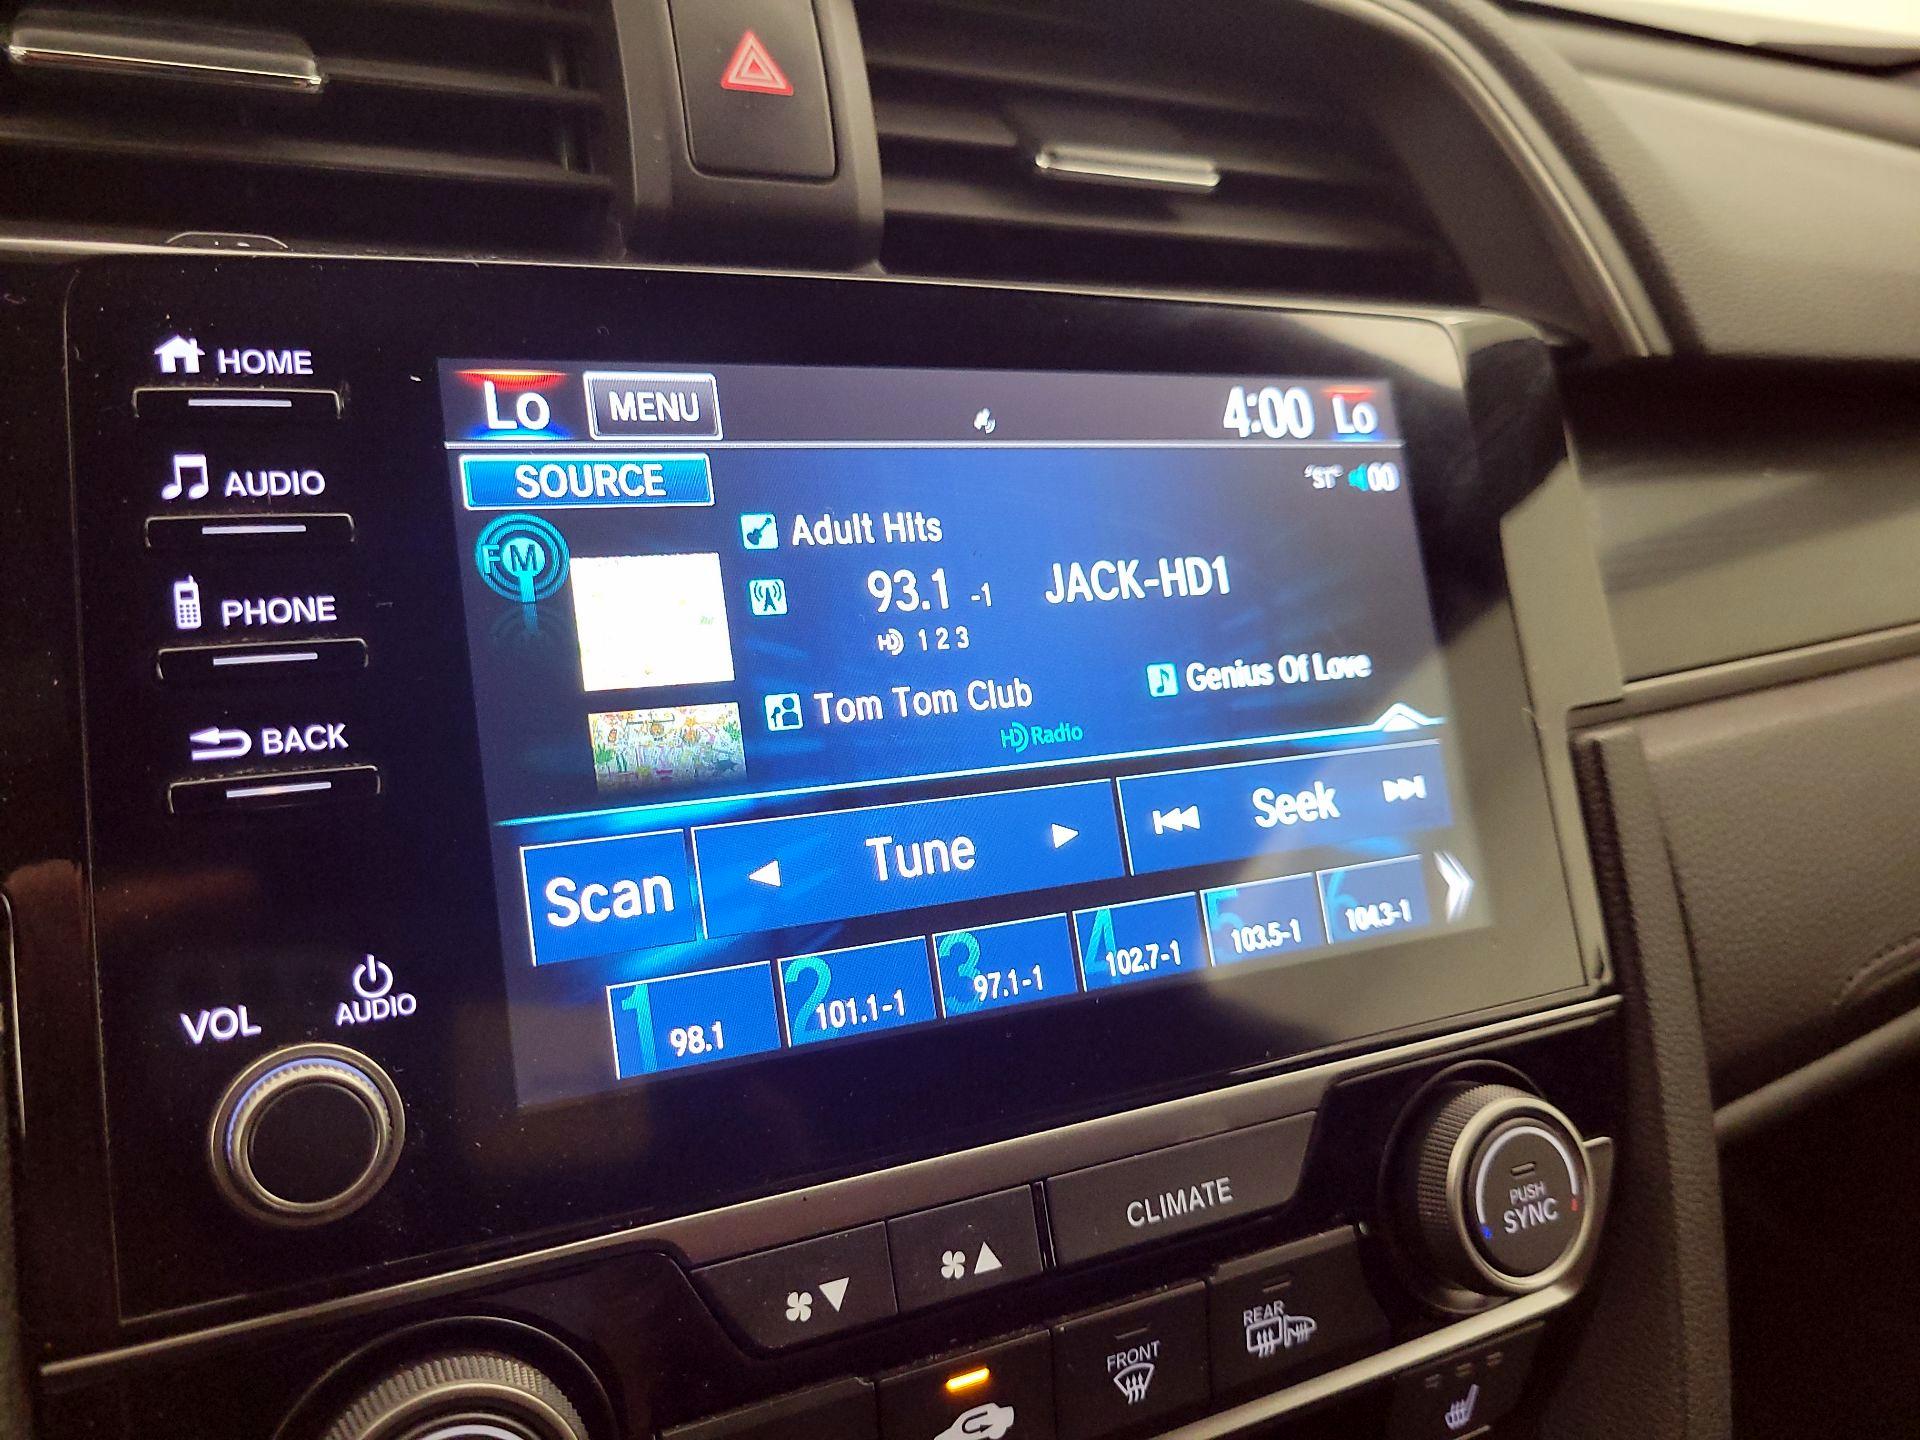 HOME
AUDIO
PHONE
BACK
VOL
AUDIO
Lo MENU 4:00 Lo
SOURCE "ST" 00
FM
Adult Hits
93.1 -1 JACK-HD1
HD 1 2 3
Tom Tom Club Genius Of Love
HD Radio
Scan Tune Seek
1 98.1
2 101.1-1
3 97.1-1
4 102.7-1
5 103.5-1
6 104.3-1
CLIMATE
PUSH
SYNC
FRONT
REAR